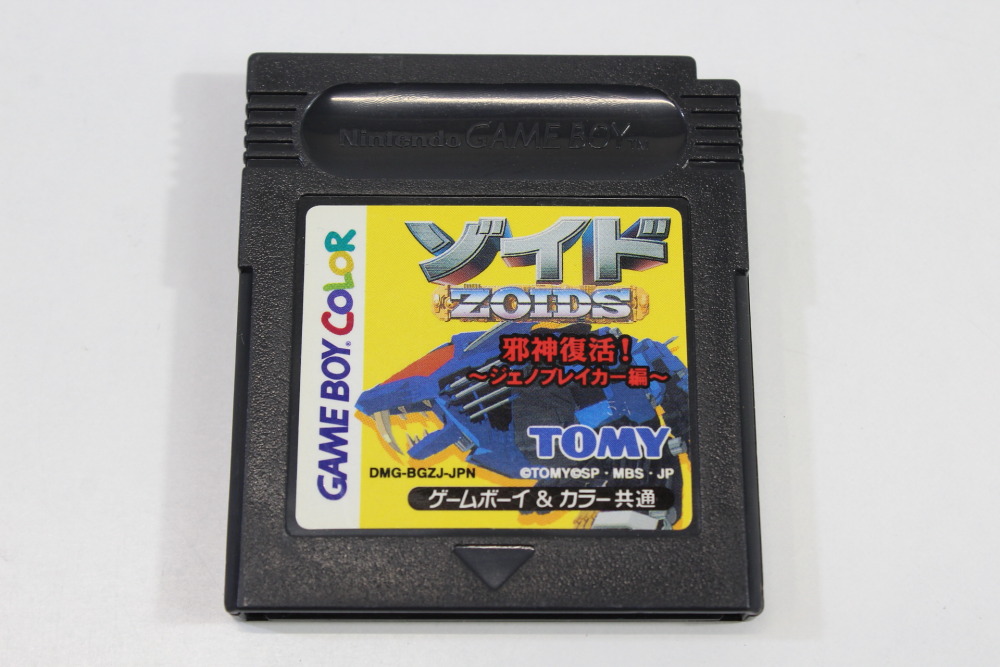 Nintendo GAME BOY TM
GAME BOY COLOR
ゾイド
ZOIDS
邪神復活!
～ジェノブレイカー編～
TOMY
DMG-BGZJ-JPN
©TOMY©SP・MBS・JP
ゲームボーイ & カラー共通